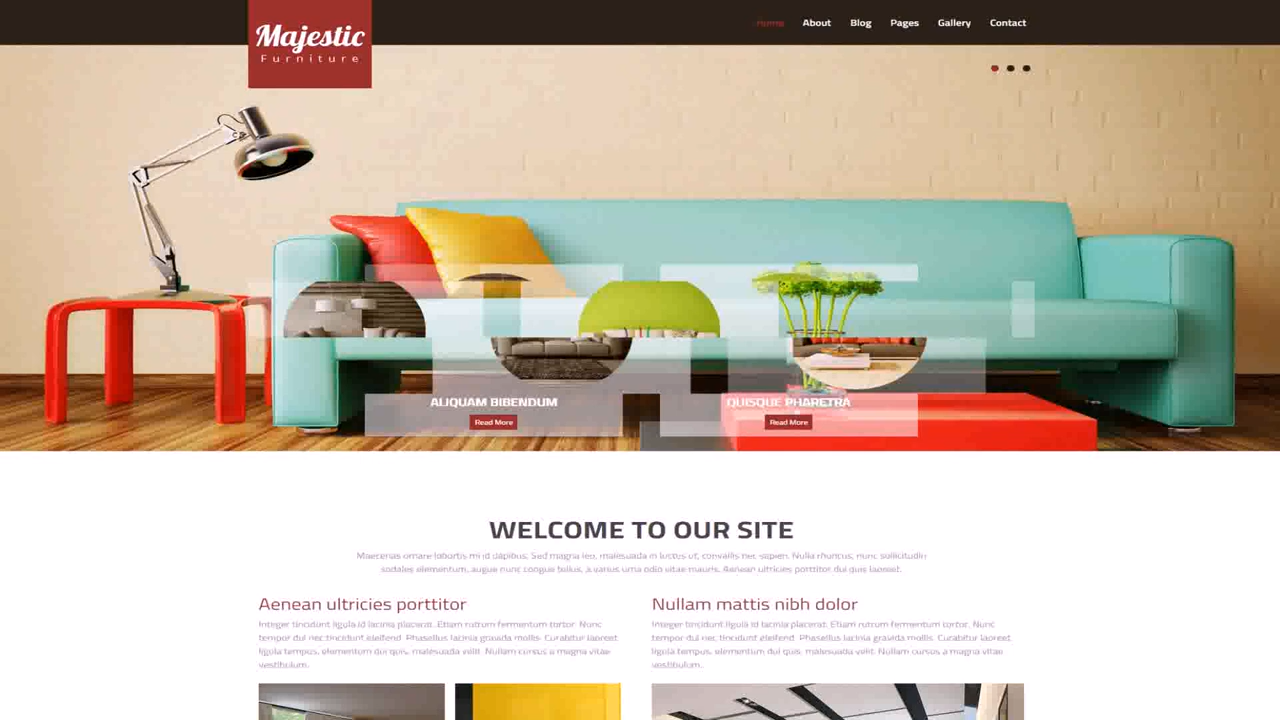 Majestic
Furniture
Home About Blog Pages Gallery Contact
ALIQUAM BIBENDUM
Read More
QUISQUE PHARETRA
Read More
WELCOME TO OUR SITE
Maecenas ornare lobortis mi id dapibus. Sed magna leo, malesuada in luctus ut, convallis nec sapien. Nulla rhoncus, nunc sollicitudin
sodales elementum, augue nunc congue tellus, a varius urna odio vitae mauris. Aenean ultricies porttitor dui quis laoreet.
Aenean ultricies porttitor
Integer tincidunt ligula id lacinia placerat. Etiam rutrum fermentum tortor. Nunc
tempor dui nec tincidunt eleifend. Phasellus lacinia gravida mollis. Curabitur laoreet
ligula tempus, elementum dui quis, malesuada velit. Nullam cursus a magna vitae
vestibulum.
Nullam mattis nibh dolor
Integer tincidunt ligula id lacinia placerat. Etiam rutrum fermentum tortor. Nunc
tempor dui nec tincidunt eleifend. Phasellus lacinia gravida mollis. Curabitur laoreet
ligula tempus, elementum dui quis, malesuada velit. Nullam cursus a magna vitae
vestibulum.